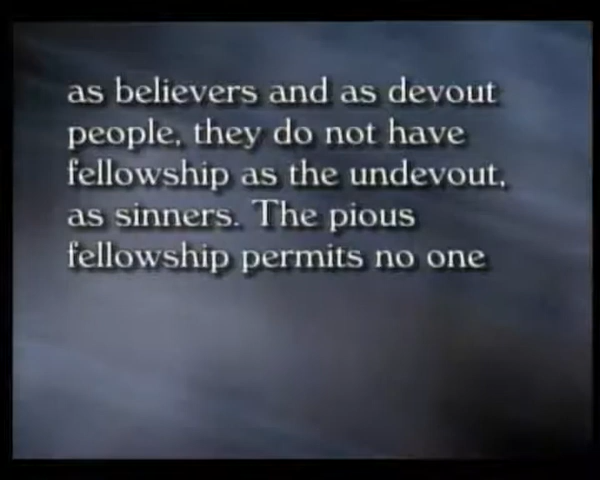 as believers and as devout
people, they do not have
fellowship as the undevout,
as sinners. The pious
fellowship permits no one